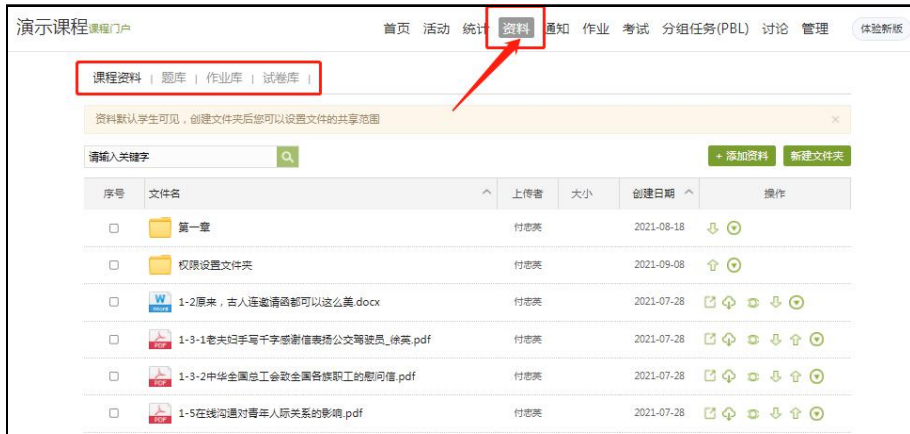 演示课程 课程门户 首页 活动 统计 资料 通知 作业 考试 分组任务(PBL) 讨论 管理 体验新版
课程资料 | 题库 | 作业库 | 试卷库 |
资料默认学生可见，创建文件夹后您可以设置文件的共享范围
请输入关键字 + 添加资料 新建文件夹
序号 文件名 上传者 大小 创建日期 操作
第一章 付忠英 2021-08-18
权限设置文件夹 付忠英 2021-09-08
1-2原来，古人连邀请函都可以这么美.docx 付忠英 2021-07-28
1-3-1老夫妇手写千字感谢信表扬公交驾驶员_徐英.pdf 付忠英 2021-07-28
1-3-2中华全国总工会致全国各族职工的慰问信.pdf 付忠英 2021-07-28
1-5在线沟通对青年人际关系的影响.pdf 付忠英 2021-07-28